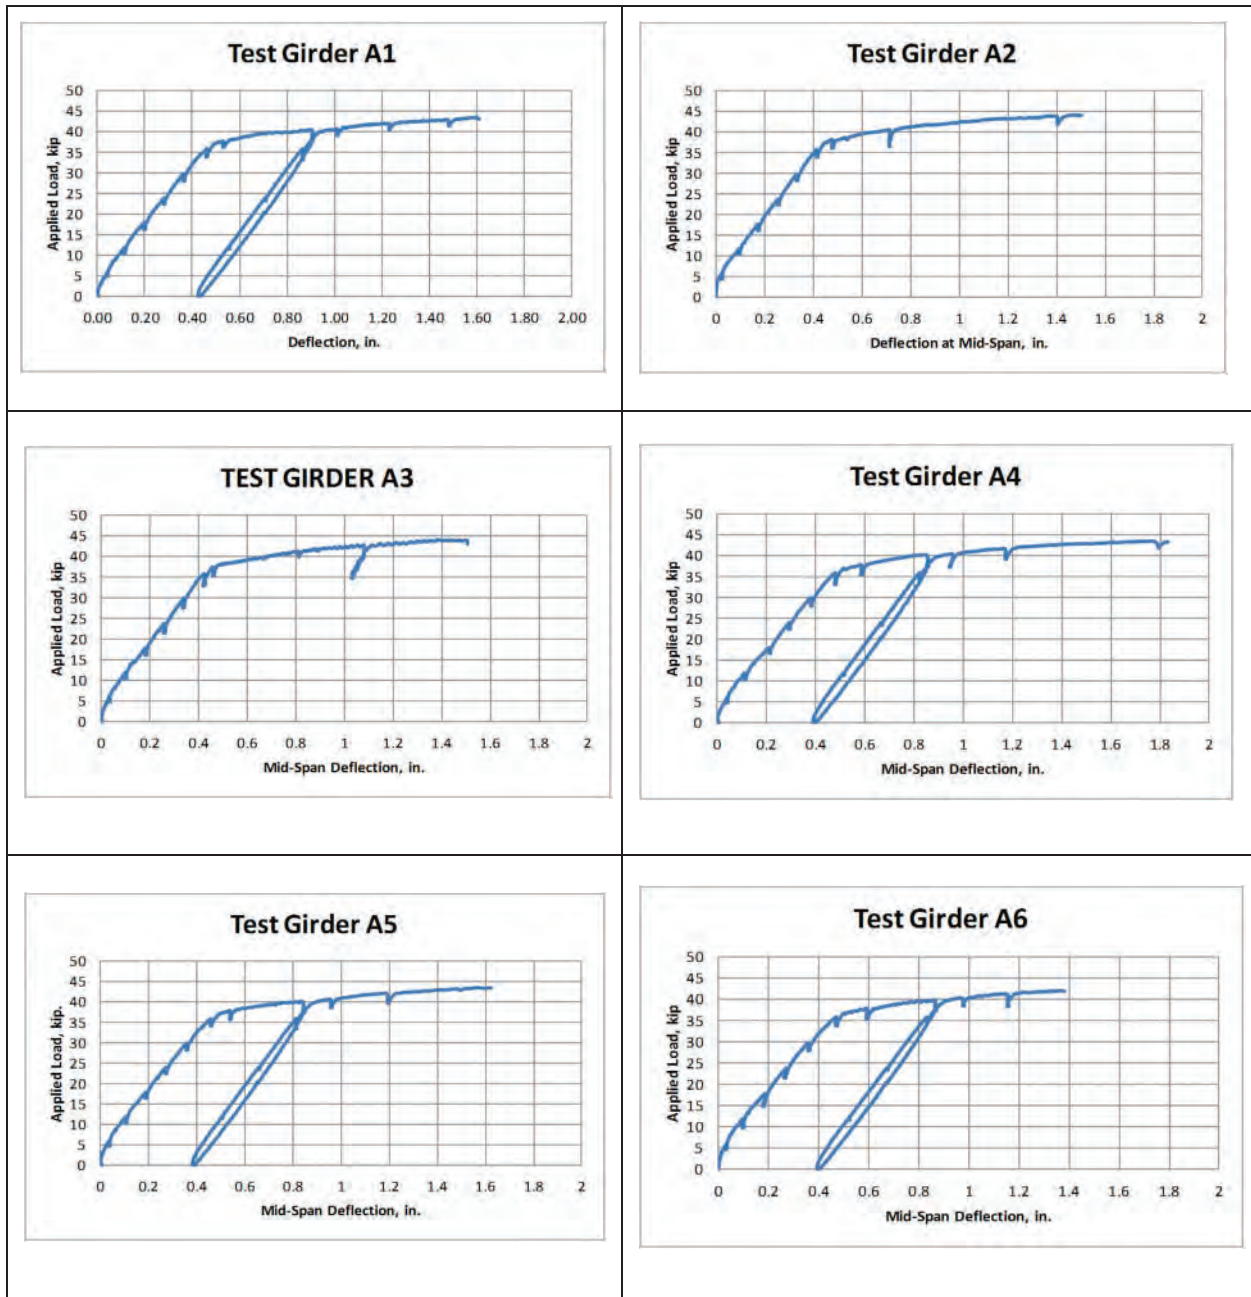 Test Girder A1
50
45
40
35
30
25
20
15
10
5
0
Applied Load, kip
0.00 0.20 0.40 0.60 0.80 1.00 1.20 1.40 1.60 1.80 2.00
Deflection, in.
Test Girder A2
50
45
40
35
30
25
20
15
10
5
0
Applied Load, kip
0 0.2 0.4 0.6 0.8 1 1.2 1.4 1.6 1.8 2
Deflection at Mid-Span, in.
TEST GIRDER A3
50
45
40
35
30
25
20
15
10
5
0
Applied Load, kip
0 0.2 0.4 0.6 0.8 1 1.2 1.4 1.6 1.8 2
Mid-Span Deflection, in.
Test Girder A4
50
45
40
35
30
25
20
15
10
5
0
Applied Load, kip
0 0.2 0.4 0.6 0.8 1 1.2 1.4 1.6 1.8 2
Mid-Span Deflection, in.
Test Girder A5
50
45
40
35
30
25
20
15
10
5
0
Applied Load, kip.
0 0.2 0.4 0.6 0.8 1 1.2 1.4 1.6 1.8 2
Mid-Span Deflection, in.
Test Girder A6
50
45
40
35
30
25
20
15
10
5
0
Applied Load, kip
0 0.2 0.4 0.6 0.8 1 1.2 1.4 1.6 1.8 2
Mid-Span Deflection, in.